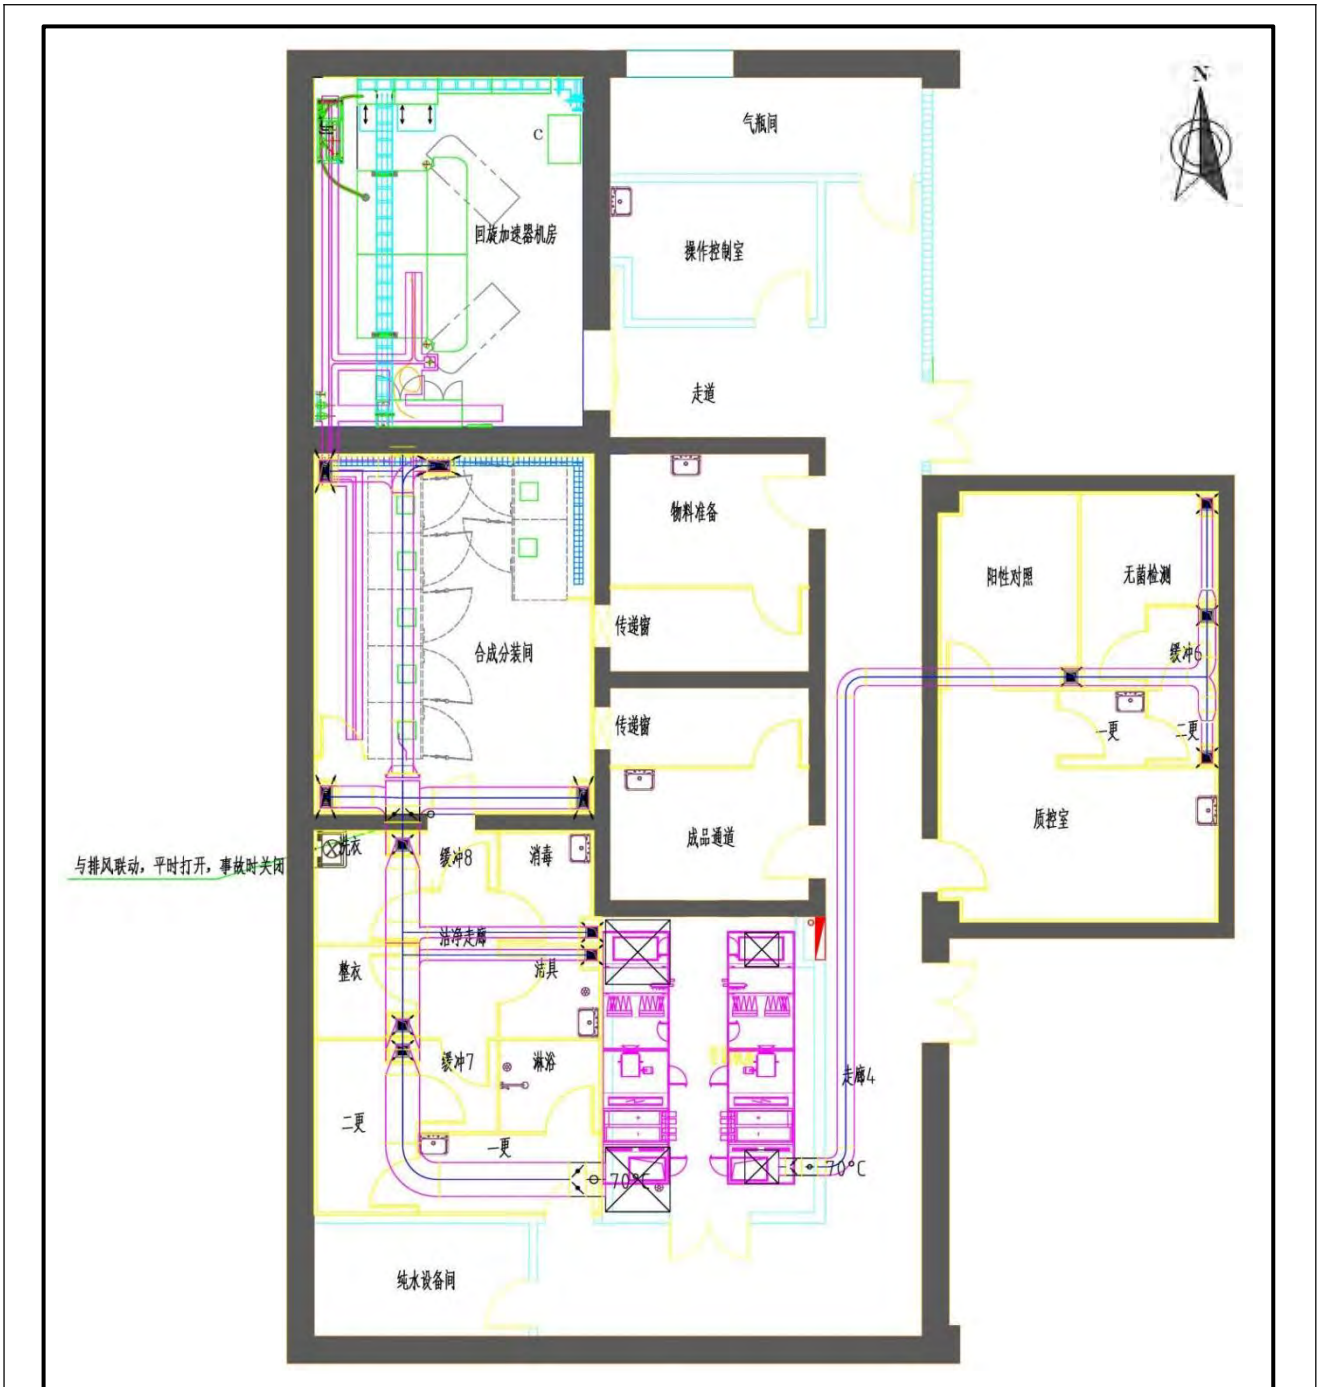 N
气瓶间
C
回旋加速器机房
操作控制室
走道
物料准备
阳性对照
无菌检测
传递窗
合成分装间
缓冲6
传递窗
一更
二更
质控室
成品通道
洗衣
缓冲8
消毒
与排风联动，平时打开，事故时关闭
洁净走廊
整衣
洁具
缓冲7
淋浴
走廊4
二更
一更
70°C
70°C
纯水设备间